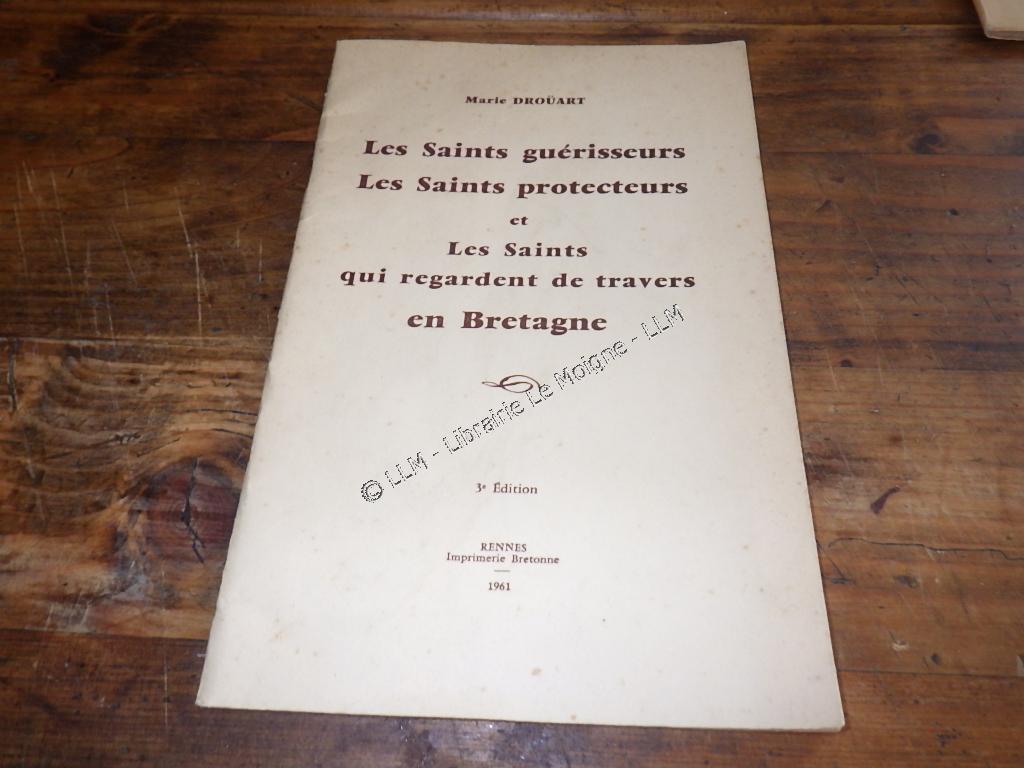 Marie DROÜART
Les Saints guérisseurs
Les Saints protecteurs
et
Les Saints
qui regardent de travers
en Bretagne
© LLM - Librairie Le Moigne - LLM
3e Édition
RENNES
Imprimerie Bretonne
1961